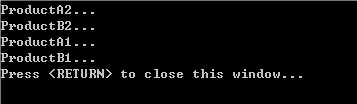 ProductA2...
ProductB2...
ProductA1...
ProductB1...
Press <RETURN> to close this window...